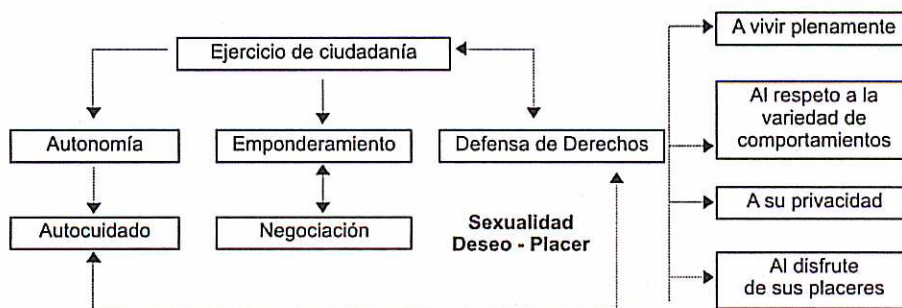 Ejercicio de ciudadanía
A vivir plenamente
Al respeto a la
variedad de
comportamientos
Autonomía
Emponderamiento
Defensa de Derechos
A su privacidad
Autocuidado
Negociación
Sexualidad
Deseo - Placer
Al disfrute
de sus placeres